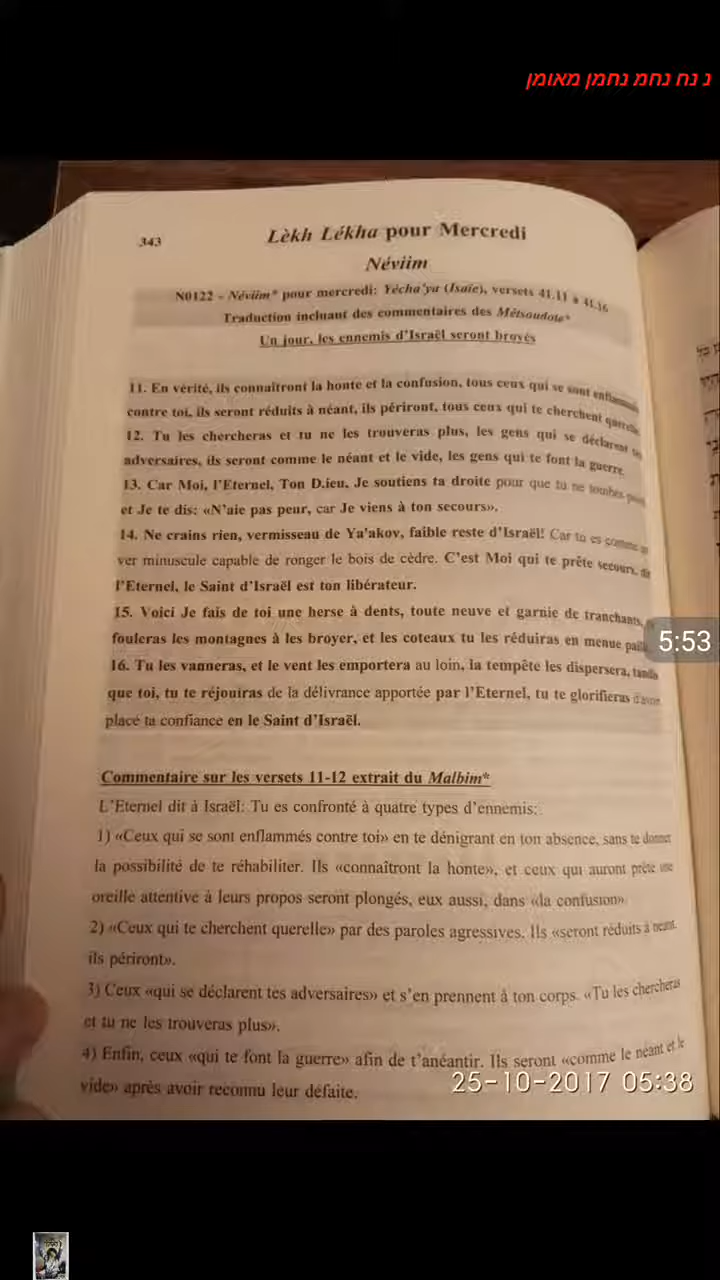 נ נח נחמ נחמן מאומן
343
Lèkh Lékha pour Mercredi
Néviim
N0122 - Néviim* pour mercredi: Yécha'ya (Isaïe), versets 41.11 à 41.16
Traduction incluant des commentaires des Métsoudote*
Un jour, les ennemis d'Israël seront broyés
11. En vérité, ils connaîtront la honte et la confusion, tous ceux qui se sont enflammés
contre toi, ils seront réduits à néant, ils périront, tous ceux qui te cherchent querelle.
12. Tu les chercheras et tu ne les trouveras plus, les gens qui se déclarent tes
adversaires, ils seront comme le néant et le vide, les gens qui te font la guerre.
13. Car Moi, l'Eternel, Ton D.ieu, Je soutiens ta droite pour que tu ne tombes
et Je te dis: «N'aie pas peur, car Je viens à ton secours».
14. Ne crains rien, vermisseau de Ya'akov, faible reste d'Israël! Car tu es comme un
ver minuscule capable de ronger le bois de cèdre. C'est Moi qui te prête secours, dit
l'Eternel, le Saint d'Israël est ton libérateur.
15. Voici Je fais de toi une herse à dents, toute neuve et garnie de tranchants,
5:53
fouleras les montagnes à les broyer, et les coteaux tu les réduiras en menue
16. Tu les vanneras, et le vent les emportera au loin, la tempête les dispersera, tandis
que toi, tu te réjouiras de la délivrance apportée par l'Eternel, tu te glorifieras d'avoir
placé ta confiance en le Saint d'Israël.
Commentaire sur les versets 11-12 extrait du Malbim*
L'Eternel dit à Israël: Tu es confronté à quatre types d'ennemis:
1) «Ceux qui se sont enflammés contre toi» en te dénigrant en ton absence, sans te donner
la possibilité de te réhabiliter. Ils «connaîtront la honte», et ceux qui auront prêté une
oreille attentive à leurs propos seront plongés, eux aussi, dans «la confusion».
2) «Ceux qui te cherchent querelle» par des paroles agressives. Ils «seront réduits à néant,
ils périront».
3) Ceux «qui se déclarent tes adversaires» et s'en prennent à ton corps. «Tu les chercheras
et tu ne les trouveras plus».
4) Enfin, ceux «qui te font la guerre» afin de t'anéantir. Ils seront «comme le néant et le
vide» après avoir reconnu leur défaite.
25-10-2017 05:38